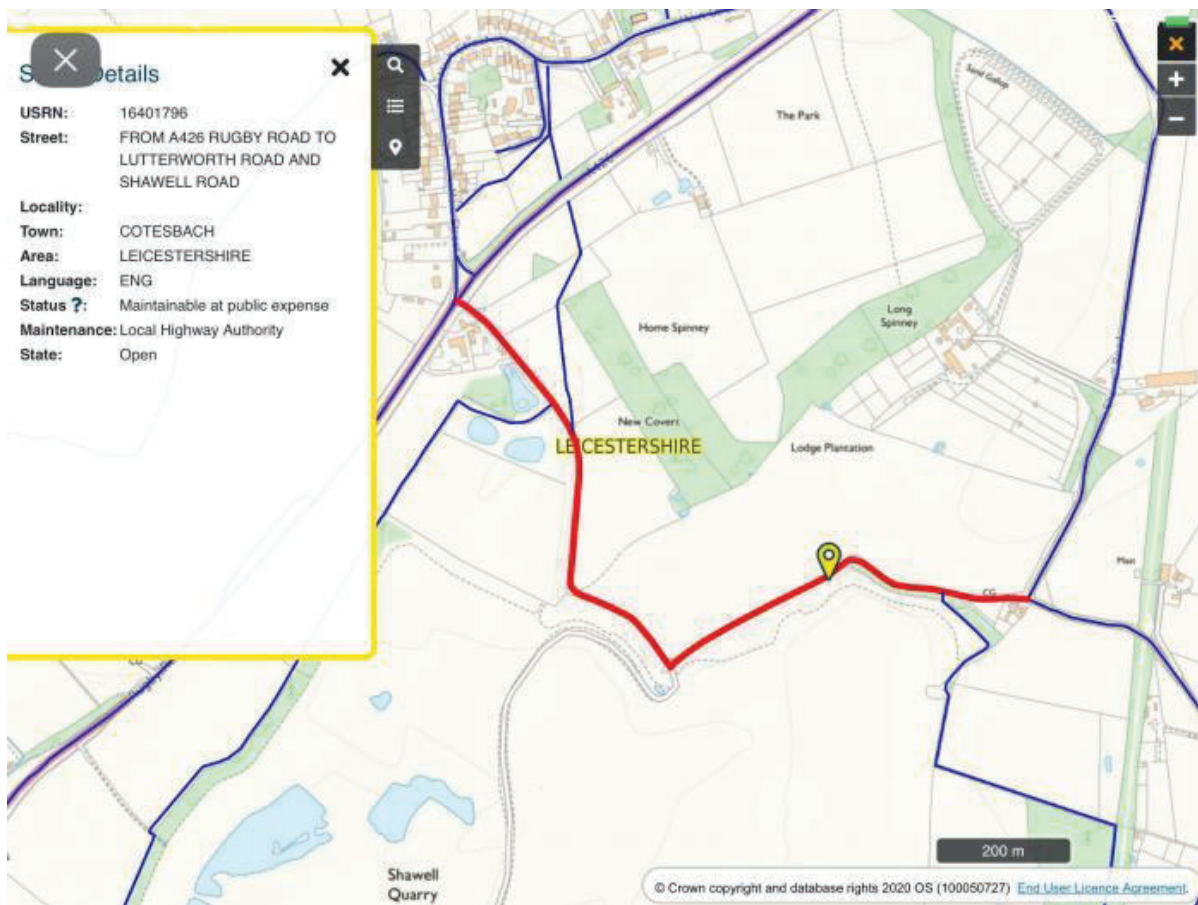 Details
USRN: 16401796
Street: FROM A426 RUGBY ROAD TO
LUTTERWORTH ROAD AND
SHAWELL ROAD
Locality:
Town: COTESBACH
Area: LEICESTERSHIRE
Language: ENG
Status ?: Maintainable at public expense
Maintenance: Local Highway Authority
State: Open
Sand Gallop
The Park
Home Spinney
Long
Spinney
New Covert
LEICESTERSHIRE
Lodge Plantation
Mast
CG
200 m
Shawell
Quarry
© Crown copyright and database rights 2020 OS (100050727) End User Licence Agreement.